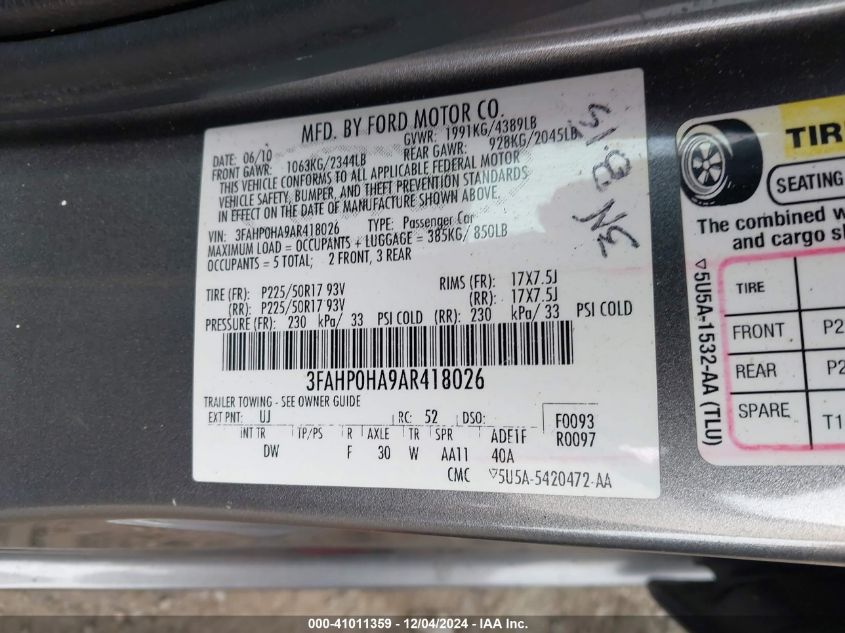 MFD. BY FORD MOTOR CO.
DATE: 06/10 GVWR: 1991KG/4389LB
FRONT GAWR: 1063KG/2344LB REAR GAWR: 928KG/2045LB
THIS VEHICLE CONFORMS TO ALL APPLICABLE FEDERAL MOTOR
VEHICLE SAFETY, BUMPER, AND THEFT PREVENTION STANDARDS
IN EFFECT ON THE DATE OF MANUFACTURE SHOWN ABOVE.
VIN: 3FAHP0HA9AR418026 TYPE: Passenger Car
MAXIMUM LOAD = OCCUPANTS + LUGGAGE = 385KG/ 850LB
OCCUPANTS = 5 TOTAL; 2 FRONT, 3 REAR
TIRE (FR): P225/50R17 93V RIMS (FR): 17X7.5J
(RR): P225/50R17 93V (RR): 17X7.5J
PRESSURE (FR): 230 kPa/ 33 PSI COLD (RR): 230 kPa/ 33 PSI COLD
3FAHP0HA9AR418026
TRAILER TOWING - SEE OWNER GUIDE
EXT PNT: UJ RC: 52 DSO: F0093
R0097
INT TR TP/PS R AXLE TR SPR ADE1F
DW F 30 W AA11 40A
CMC ▽5U5A-5420472-AA
▽5U5A-1532-AA (TLU)
TIR
SEATING
The combined w
and cargo sh
TIRE
FRONT P2
REAR P2
SPARE T1
000-41011359 - 12/04/2024 - IAA Inc.